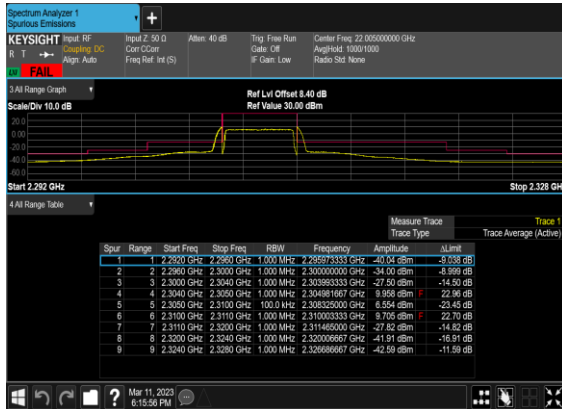 Spectrum Analyzer 1
Spurious Emissions
KEYSIGHT Input: RF Input Z: 50 Ω Atten: 40 dB Trig: Free Run Center Freq: 22.005000000 GHz
R T Coupling: DC Corr CCorr Gate: Off Avg|Hold: 1000/1000
Align: Auto Freq Ref: Int (S) IF Gain: Low Radio Std: None
FAIL
3 All Range Graph
Ref Lvl Offset 8.40 dB
Scale/Div 10.0 dB Ref Value 30.00 dBm
20.0
0.00
-20.0
-40.0
-60.0
Start 2.292 GHz Stop 2.328 GHz
4 All Range Table
Measure Trace Trace 1
Trace Type Trace Average (Active)
Spur Range Start Freq Stop Freq RBW Frequency Amplitude ΔLimit
1 1 2.2920 GHz 2.2960 GHz 1.000 MHz 2.295973333 GHz -40.04 dBm -9.038 dB
2 2 2.2960 GHz 2.3000 GHz 1.000 MHz 2.300000000 GHz -34.00 dBm -8.999 dB
3 3 2.3000 GHz 2.3040 GHz 1.000 MHz 2.303993333 GHz -27.50 dBm -14.50 dB
4 4 2.3040 GHz 2.3050 GHz 1.000 MHz 2.304981667 GHz 9.958 dBm F 22.96 dB
5 5 2.3050 GHz 2.3100 GHz 100.0 kHz 2.308325000 GHz 6.554 dBm -23.45 dB
6 6 2.3100 GHz 2.3110 GHz 1.000 MHz 2.310003333 GHz 9.705 dBm F 22.70 dB
7 7 2.3110 GHz 2.3200 GHz 1.000 MHz 2.311465000 GHz -27.82 dBm -14.82 dB
8 8 2.3200 GHz 2.3240 GHz 1.000 MHz 2.320006667 GHz -41.91 dBm -16.91 dB
9 9 2.3240 GHz 2.3280 GHz 1.000 MHz 2.326686667 GHz -42.59 dBm -11.59 dB
Mar 11, 2023
6:15:56 PM